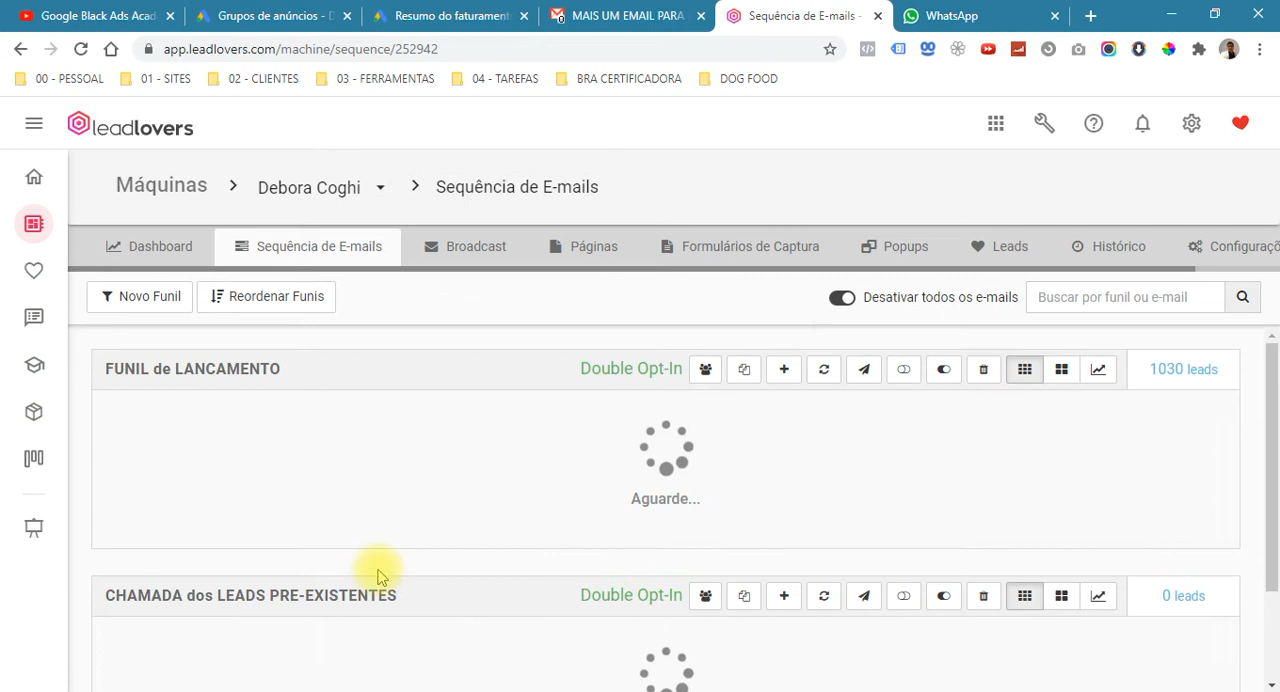 Google Black Ads Acad
Grupos de anúncios - D
Resumo do faturament
MAIS UM EMAIL PARA
Sequência de E-mails -
WhatsApp
app.leadlovers.com/machine/sequence/252942
00 - PESSOAL
01 - SITES
02 - CLIENTES
03 - FERRAMENTAS
04 - TAREFAS
BRA CERTIFICADORA
DOG FOOD
leadlovers
Máquinas > Debora Coghi > Sequência de E-mails
Dashboard
Sequência de E-mails
Broadcast
Páginas
Formulários de Captura
Popups
Leads
Histórico
Configuraçõ
Novo Funil
Reordenar Funis
Desativar todos os e-mails
Buscar por funil ou e-mail
FUNIL de LANCAMENTO
Double Opt-In
1030 leads
Aguarde...
CHAMADA dos LEADS PRE-EXISTENTES
Double Opt-In
0 leads